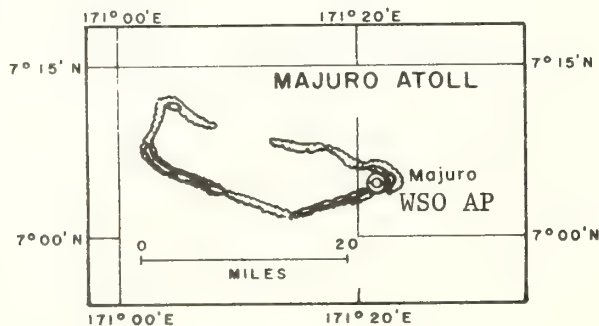 171° 00' E 171° 20' E
7° 15' N 7° 15' N
MAJURO ATOLL
Majuro
WSO AP
7° 00' N 7° 00' N
0 20
MILES
171° 00' E 171° 20' E